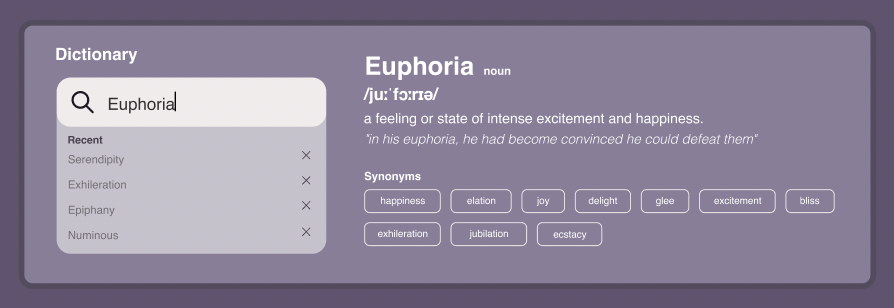 Dictionary
Euphoria
Recent
Serendipity
Exhileration
Epiphany
Numinous
Euphoria noun
/juːˈfɔːrɪə/
a feeling or state of intense excitement and happiness.
"in his euphoria, he had become convinced he could defeat them"
Synonyms
happiness elation joy delight glee excitement bliss
exhileration jubilation ecstacy